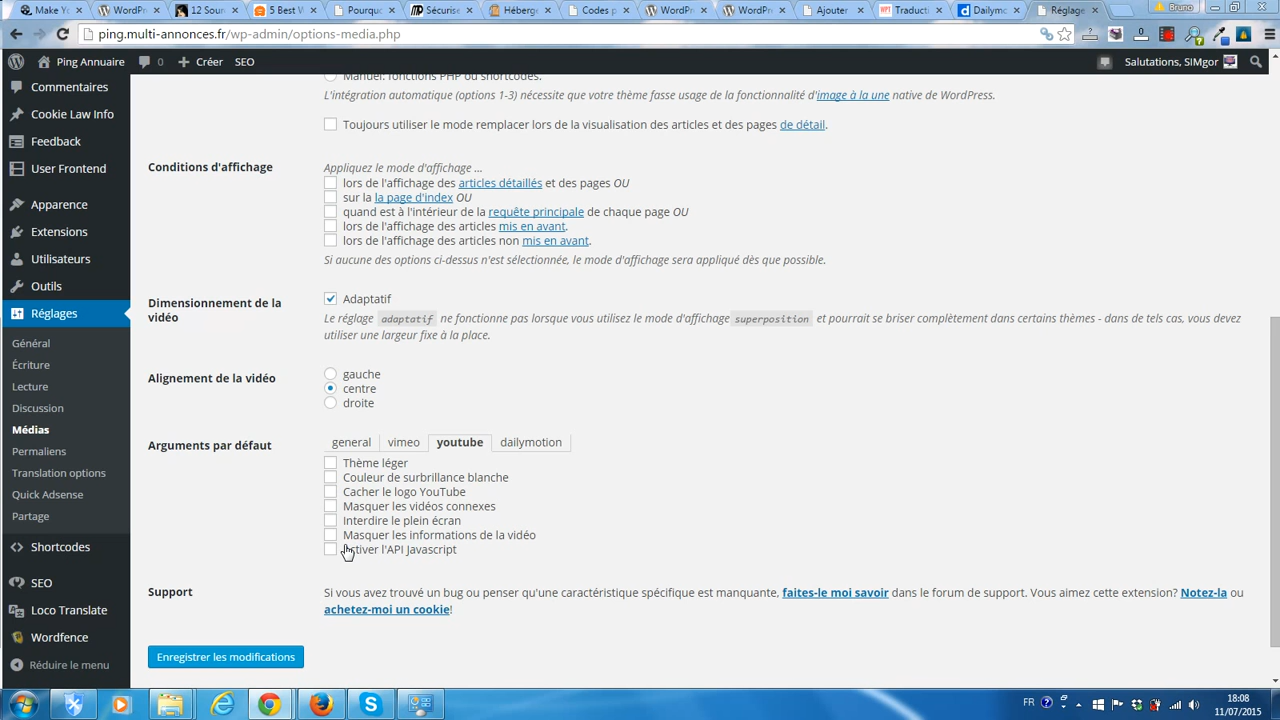 Make Yo
WordPr
12 Soun
5 Best W
Pourquo
Sécurise
Héberge
Codes p
WordPr
WordPr
Ajouter
Traducti
Dailymo
Réglage
Bruno
ping.multi-annonces.fr/wp-admin/options-media.php
Ping Annuaire
0
Créer
SEO
Salutations, SIMgor
Commentaires
Cookie Law Info
Feedback
User Frontend
Apparence
Extensions
Utilisateurs
Outils
Réglages
Général
Écriture
Lecture
Discussion
Médias
Permaliens
Translation options
Quick Adsense
Partage
Shortcodes
SEO
Loco Translate
Wordfence
Réduire le menu
Manuel: fonctions PHP ou shortcodes.
L'intégration automatique (options 1-3) nécessite que votre thème fasse usage de la fonctionnalité d'image à la une native de WordPress.
Toujours utiliser le mode remplacer lors de la visualisation des articles et des pages de détail.
Conditions d'affichage
Appliquez le mode d'affichage ...
lors de l'affichage des articles détaillés et des pages OU
sur la la page d'index OU
quand est à l'intérieur de la requête principale de chaque page OU
lors de l'affichage des articles mis en avant.
lors de l'affichage des articles non mis en avant.
Si aucune des options ci-dessus n'est sélectionnée, le mode d'affichage sera appliqué dès que possible.
Dimensionnement de la
vidéo
Adaptatif
Le réglage adaptatif ne fonctionne pas lorsque vous utilisez le mode d'affichage superposition et pourrait se briser complètement dans certains thèmes - dans de tels cas, vous devez
utiliser une largeur fixe à la place.
Alignement de la vidéo
gauche
centre
droite
Arguments par défaut
general vimeo youtube dailymotion
Thème léger
Couleur de surbrillance blanche
Cacher le logo YouTube
Masquer les vidéos connexes
Interdire le plein écran
Masquer les informations de la vidéo
tiver l'API Javascript
Support
Si vous avez trouvé un bug ou penser qu'une caractéristique spécifique est manquante, faites-le moi savoir dans le forum de support. Vous aimez cette extension? Notez-la ou
achetez-moi un cookie!
Enregistrer les modifications
FR
18:08
11/07/2015